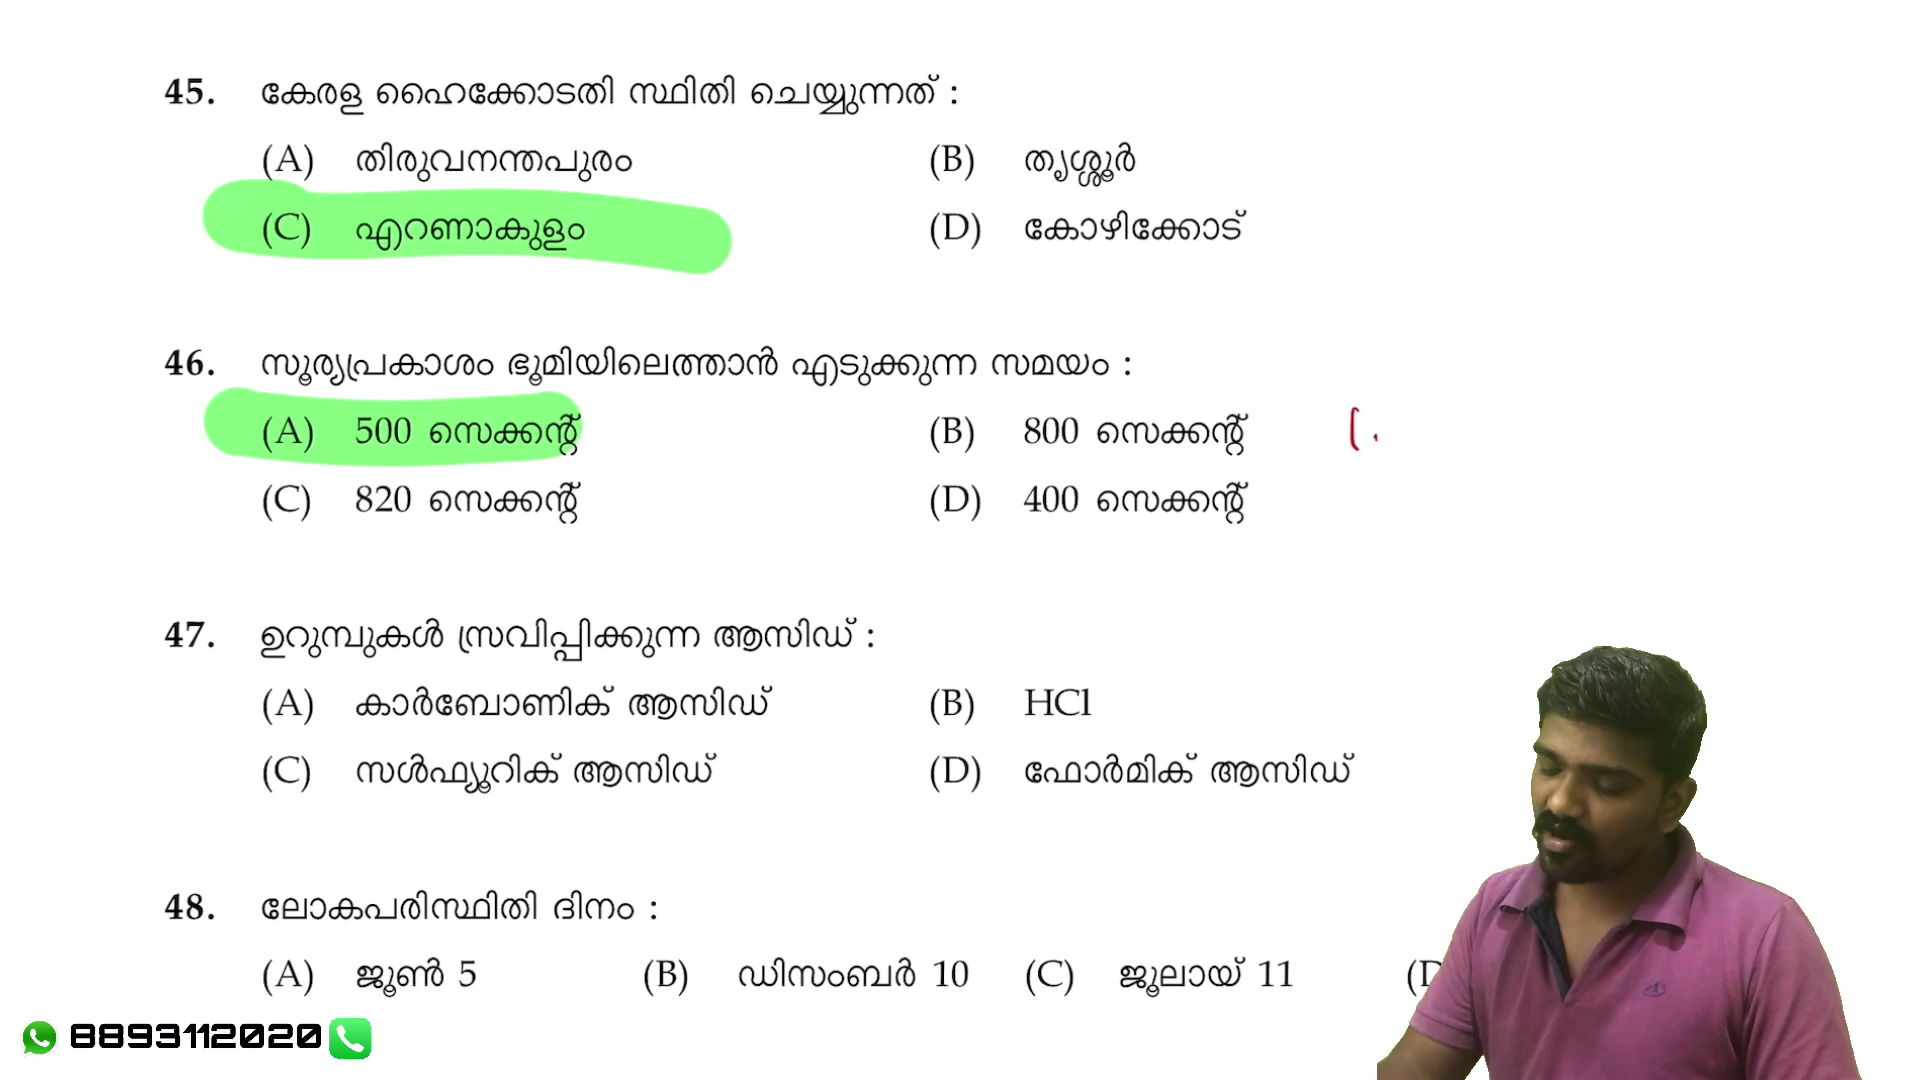 45. കേരള ഹൈക്കോടതി സ്ഥിതി ചെയ്യുന്നത് :
(A) തിരുവനന്തപുരം (B) തൃശ്ശൂർ
(C) എറണാകുളം (D) കോഴിക്കോട്
46. സൂര്യപ്രകാശം ഭൂമിയിലെത്താൻ എടുക്കുന്ന സമയം :
(A) 500 സെക്കന്റ് (B) 800 സെക്കന്റ്
(C) 820 സെക്കന്റ് (D) 400 സെക്കന്റ്
47. ഉറുമ്പുകൾ സ്രവിപ്പിക്കുന്ന ആസിഡ് :
(A) കാർബോണിക് ആസിഡ് (B) HCl
(C) സൾഫ്യൂറിക് ആസിഡ് (D) ഫോർമിക് ആസിഡ്
48. ലോകപരിസ്ഥിതി ദിനം :
(A) ജൂൺ 5 (B) ഡിസംബർ 10 (C) ജൂലായ് 11
8893112020